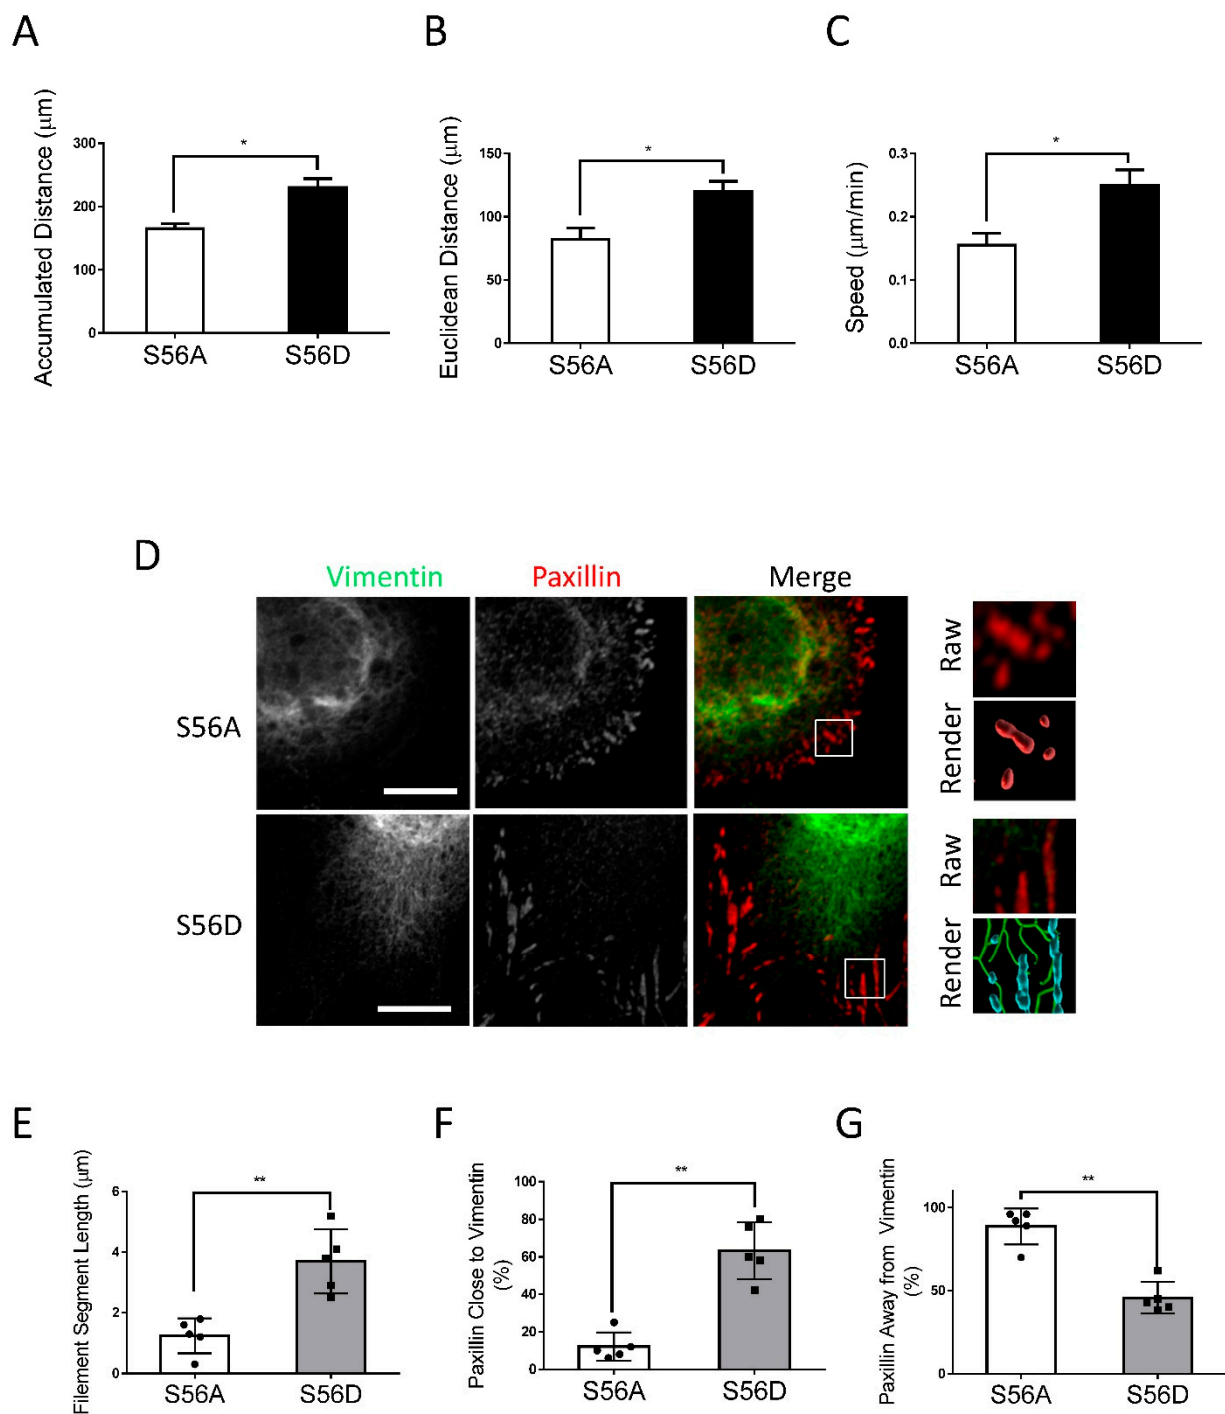 A
B
C
Accumulated Distance (μm)
300
200
100
0
*
S56A
S56D
Euclidean Distance (μm)
150
100
50
0
*
S56A
S56D
Speed (μm/min)
0.3
0.2
0.1
0.0
*
S56A
S56D
D
Vimentin
Paxillin
Merge
S56A
Raw
Render
S56D
Raw
Render
E
F
G
Filement Segment Length (μm)
6
4
2
0
**
S56A
S56D
Paxillin Close to Vimentin
(%)
100
80
60
40
20
0
**
S56A
S56D
Paxillin Away from Vimentin
(%)
100
50
0
**
S56A
S56D